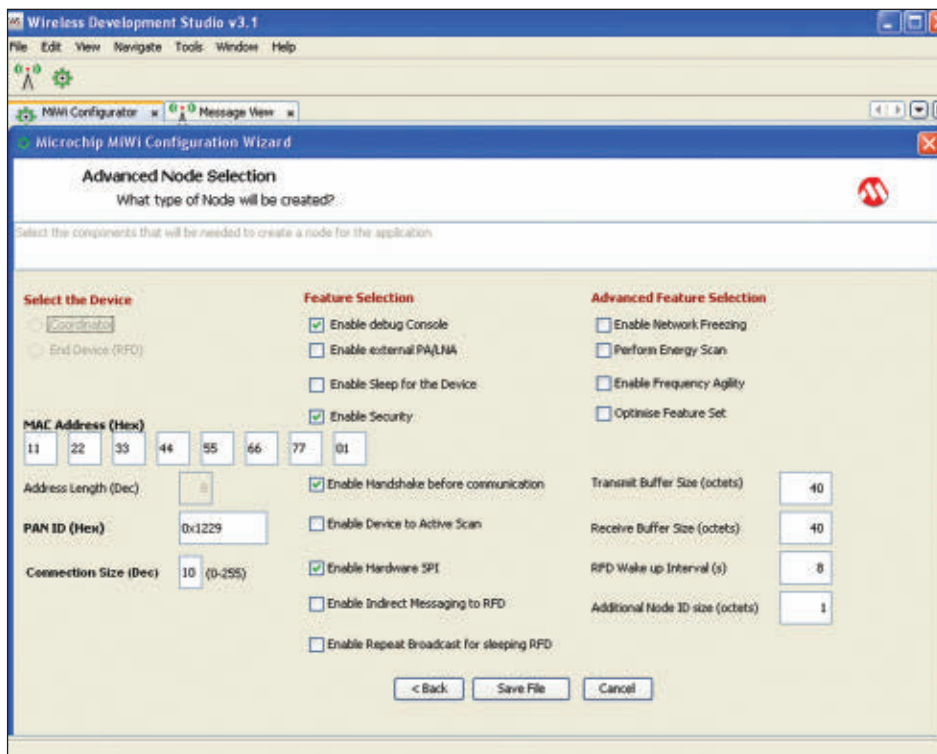 Wireless Development Studio v3.1
File Edit View Navigate Tools Window Help
MiWi Configurator Message View
Microchip MiWi Configuration Wizard
Advanced Node Selection
What type of Node will be created?
Select the components that will be needed to create a node for the application
Select the Device
Coordinator
End Device (RFD)
MAC Address (Hex)
11 22 33 44 55 66 77 01
Address Length (Dec) 8
PAN ID (Hex) 0x1229
Connection Size (Dec) 10 (0-255)
Feature Selection
Enable debug Console
Enable external PA/LNA
Enable Sleep for the Device
Enable Security
Enable Handshake before communication
Enable Device to Active Scan
Enable Hardware SPI
Enable Indirect Messaging to RFD
Enable Repeat Broadcast for sleeping RFD
Advanced Feature Selection
Enable Network Freezing
Perform Energy Scan
Enable Frequency Agility
Optimise Feature Set
Transmit Buffer Size (octets) 40
Receive Buffer Size (octets) 40
RFD Wake up Interval (s) 8
Additional Node ID size (octets) 1
< Back Save File Cancel